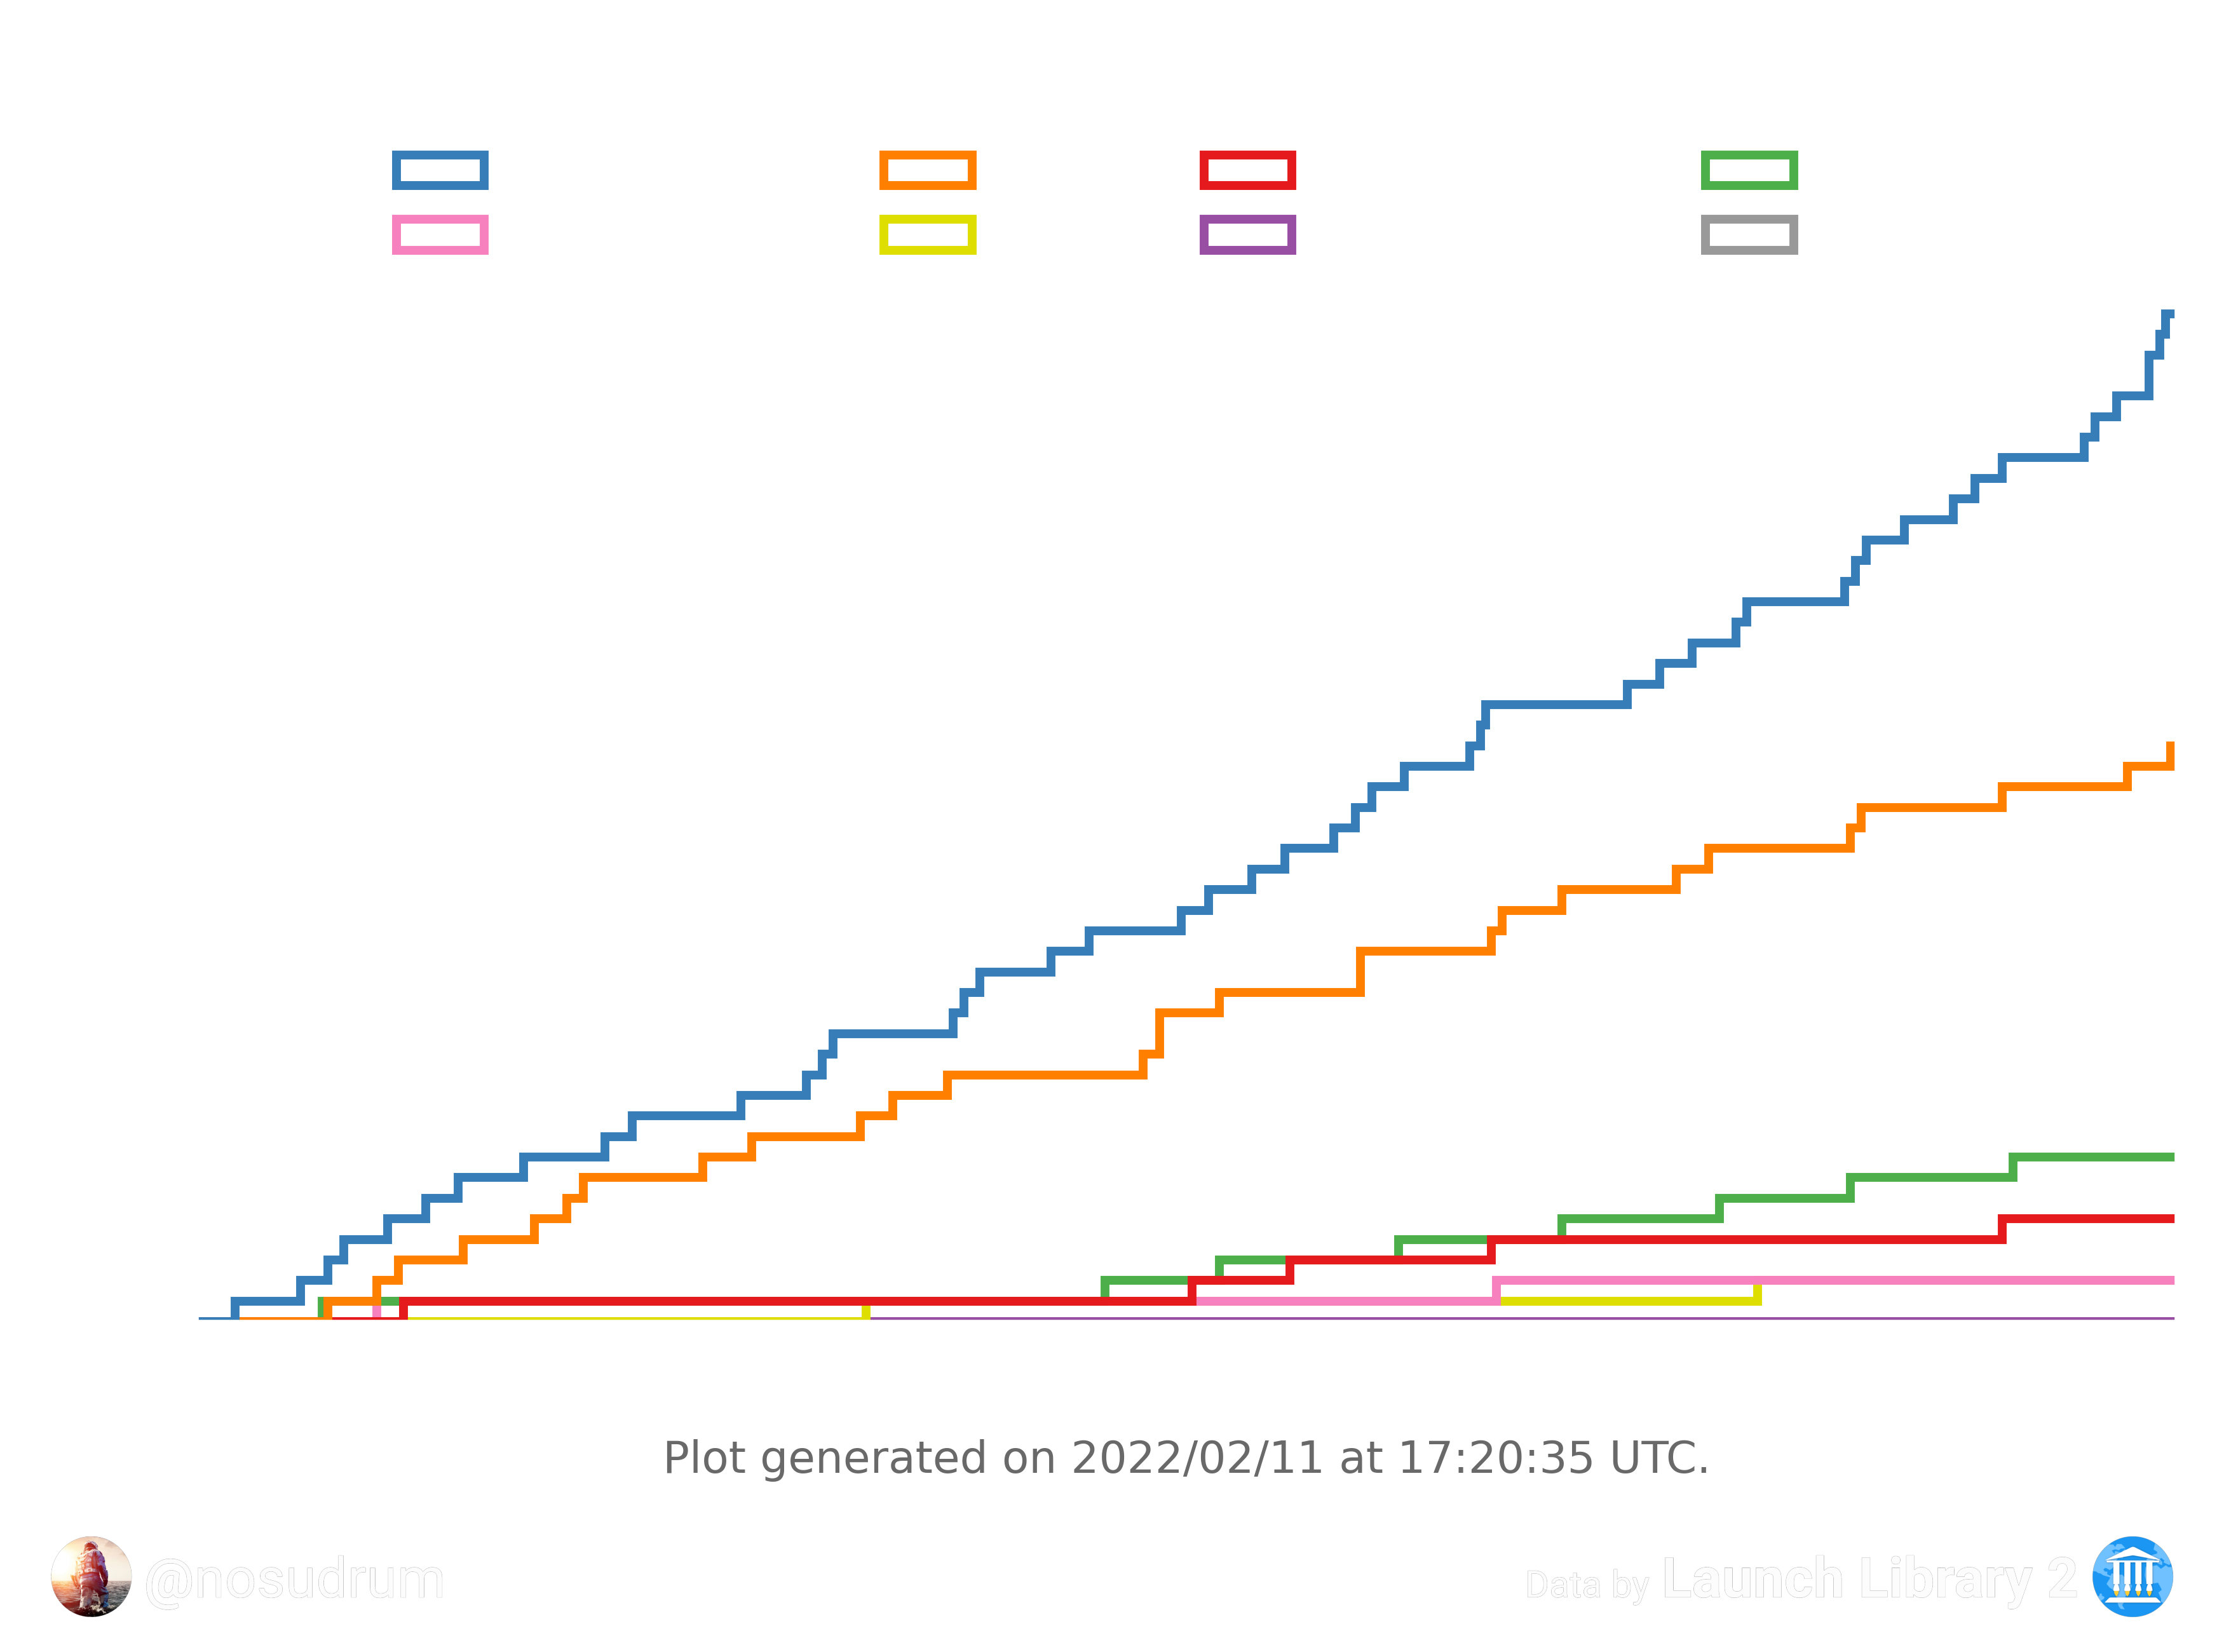 Plot generated on 2022/02/11 at 17:20:35 UTC.
@nosudrum
Data by Launch Library 2